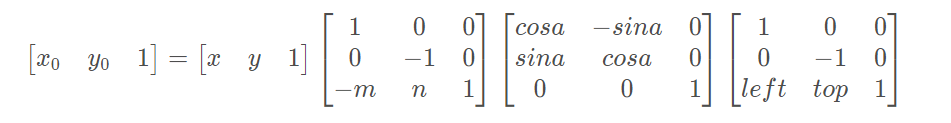 [x₀ y₀ 1] = [x y 1] [1 0 0; 0 −1 0; −m n 1] [cosa −sina 0; sina cosa 0; 0 0 1] [1 0 0; 0 −1 0; left top 1]